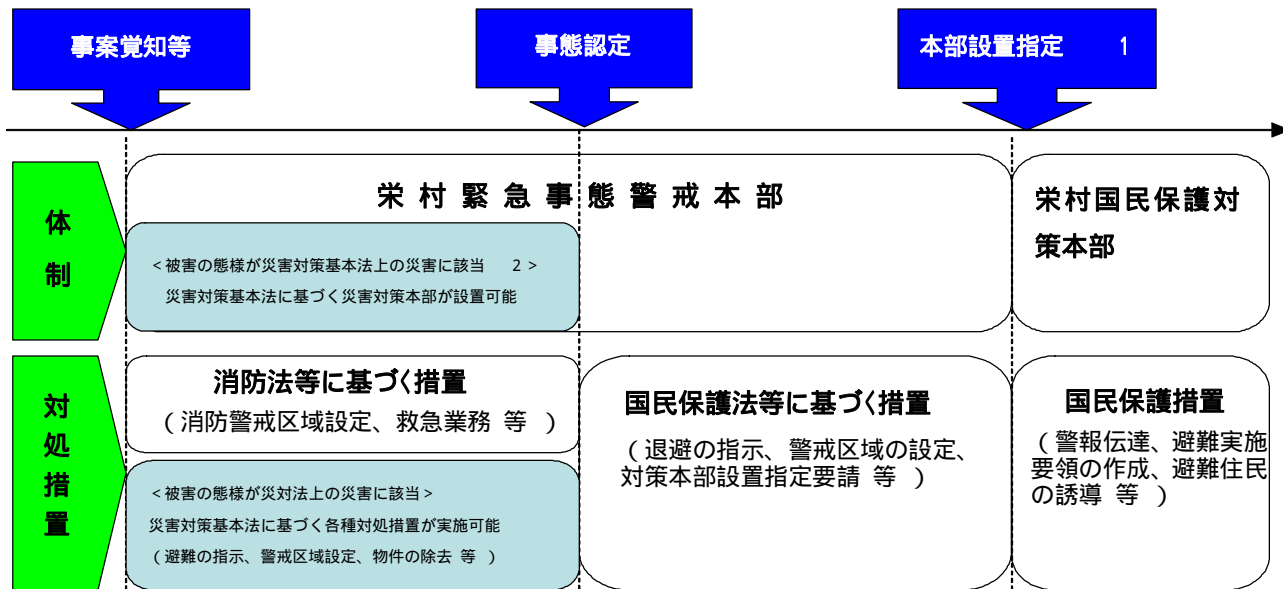 事案覚知等
事態認定
本部設置指定 1
体
制
栄村緊急事態警戒本部
<被害の態様が災害対策基本法上の災害に該当 2>
災害対策基本法に基づく災害対策本部が設置可能
栄村国民保護対
策本部
対
処
措
置
消防法等に基づく措置
(消防警戒区域設定、救急業務 等 )
<被害の態様が災対法上の災害に該当>
災害対策基本法に基づく各種対処措置が実施可能
(避難の指示、警戒区域設定、物件の除去 等 )
国民保護法等に基づく措置
(退避の指示、警戒区域の設定、
対策本部設置指定要請 等 )
国民保護措置
(警報伝達、避難実施
要領の作成、避難住民
の誘導 等 )